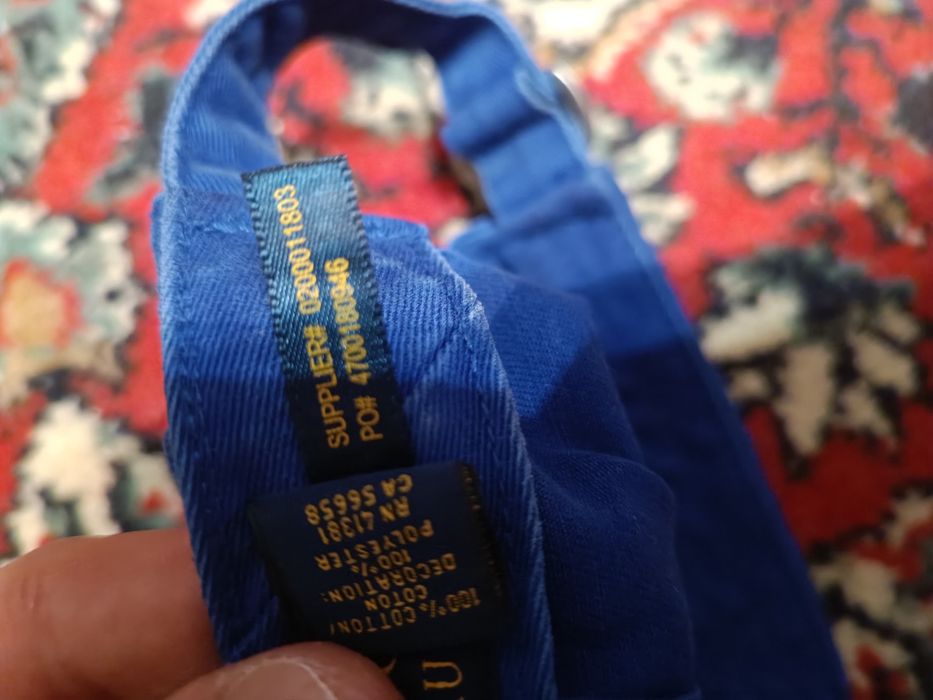 SUPPLIER# 0200011803
PO# 4700180946
100% COTTON/
COTON
DECORATION:
100%
POLYESTER
RN 41381
CA 56658
U